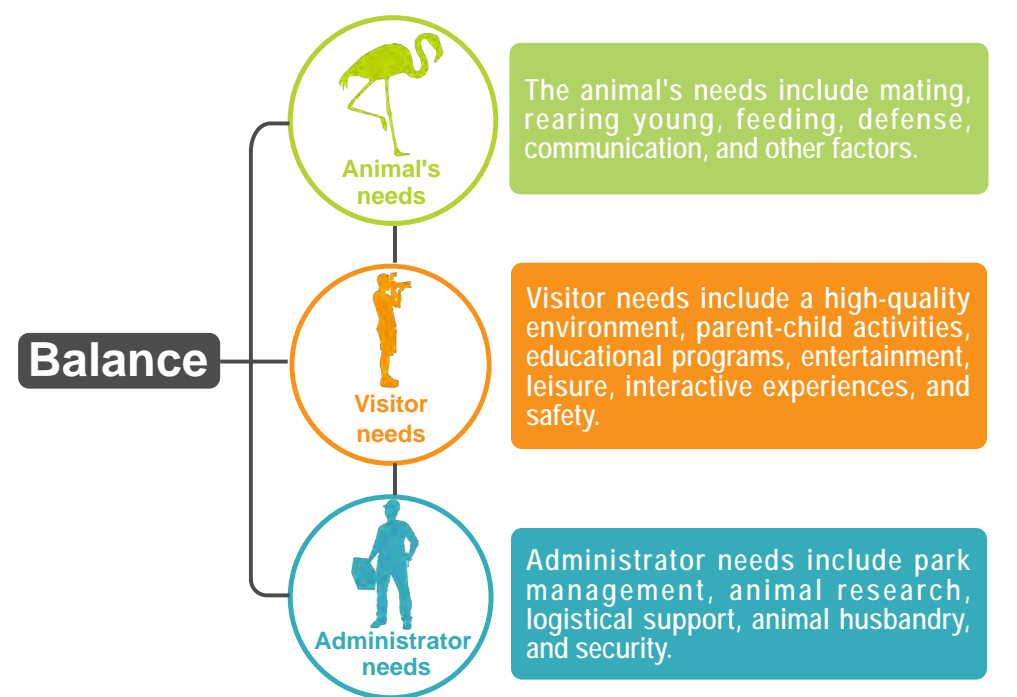 Balance
Animal's
needs
The animal's needs include mating,
rearing young, feeding, defense,
communication, and other factors.
Visitor
needs
Visitor needs include a high-quality
environment, parent-child activities,
educational programs, entertainment,
leisure, interactive experiences, and
safety.
Administrator
needs
Administrator needs include park
management, animal research,
logistical support, animal husbandry,
and security.